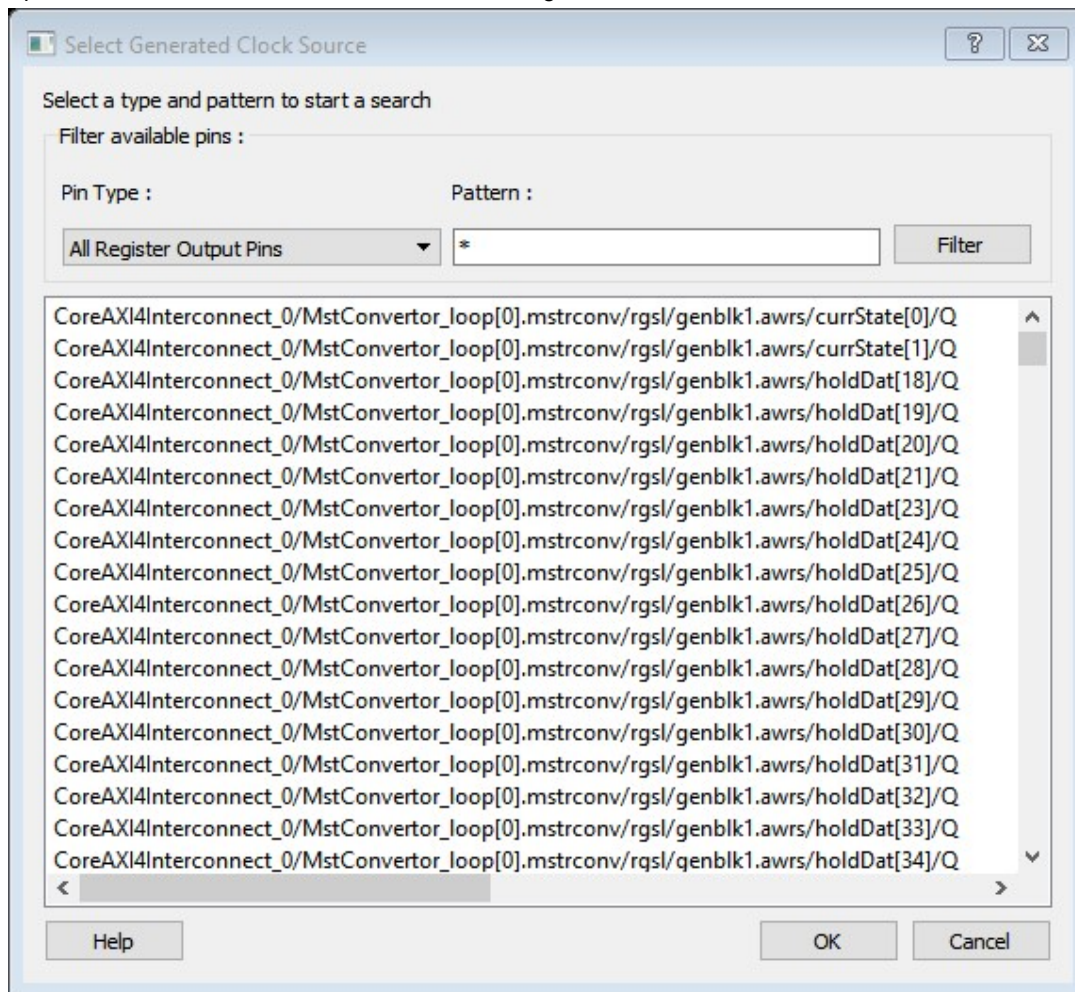 Select Generated Clock Source
Select a type and pattern to start a search
Filter available pins :
Pin Type : Pattern :
All Register Output Pins * Filter
CoreAXI4Interconnect_0/MstConvertor_loop[0].mstrconv/rgsl/genblk1.awrs/currState[0]/Q
CoreAXI4Interconnect_0/MstConvertor_loop[0].mstrconv/rgsl/genblk1.awrs/currState[1]/Q
CoreAXI4Interconnect_0/MstConvertor_loop[0].mstrconv/rgsl/genblk1.awrs/holdDat[18]/Q
CoreAXI4Interconnect_0/MstConvertor_loop[0].mstrconv/rgsl/genblk1.awrs/holdDat[19]/Q
CoreAXI4Interconnect_0/MstConvertor_loop[0].mstrconv/rgsl/genblk1.awrs/holdDat[20]/Q
CoreAXI4Interconnect_0/MstConvertor_loop[0].mstrconv/rgsl/genblk1.awrs/holdDat[21]/Q
CoreAXI4Interconnect_0/MstConvertor_loop[0].mstrconv/rgsl/genblk1.awrs/holdDat[23]/Q
CoreAXI4Interconnect_0/MstConvertor_loop[0].mstrconv/rgsl/genblk1.awrs/holdDat[24]/Q
CoreAXI4Interconnect_0/MstConvertor_loop[0].mstrconv/rgsl/genblk1.awrs/holdDat[25]/Q
CoreAXI4Interconnect_0/MstConvertor_loop[0].mstrconv/rgsl/genblk1.awrs/holdDat[26]/Q
CoreAXI4Interconnect_0/MstConvertor_loop[0].mstrconv/rgsl/genblk1.awrs/holdDat[27]/Q
CoreAXI4Interconnect_0/MstConvertor_loop[0].mstrconv/rgsl/genblk1.awrs/holdDat[28]/Q
CoreAXI4Interconnect_0/MstConvertor_loop[0].mstrconv/rgsl/genblk1.awrs/holdDat[29]/Q
CoreAXI4Interconnect_0/MstConvertor_loop[0].mstrconv/rgsl/genblk1.awrs/holdDat[30]/Q
CoreAXI4Interconnect_0/MstConvertor_loop[0].mstrconv/rgsl/genblk1.awrs/holdDat[31]/Q
CoreAXI4Interconnect_0/MstConvertor_loop[0].mstrconv/rgsl/genblk1.awrs/holdDat[32]/Q
CoreAXI4Interconnect_0/MstConvertor_loop[0].mstrconv/rgsl/genblk1.awrs/holdDat[33]/Q
CoreAXI4Interconnect_0/MstConvertor_loop[0].mstrconv/rgsl/genblk1.awrs/holdDat[34]/Q
Help OK Cancel